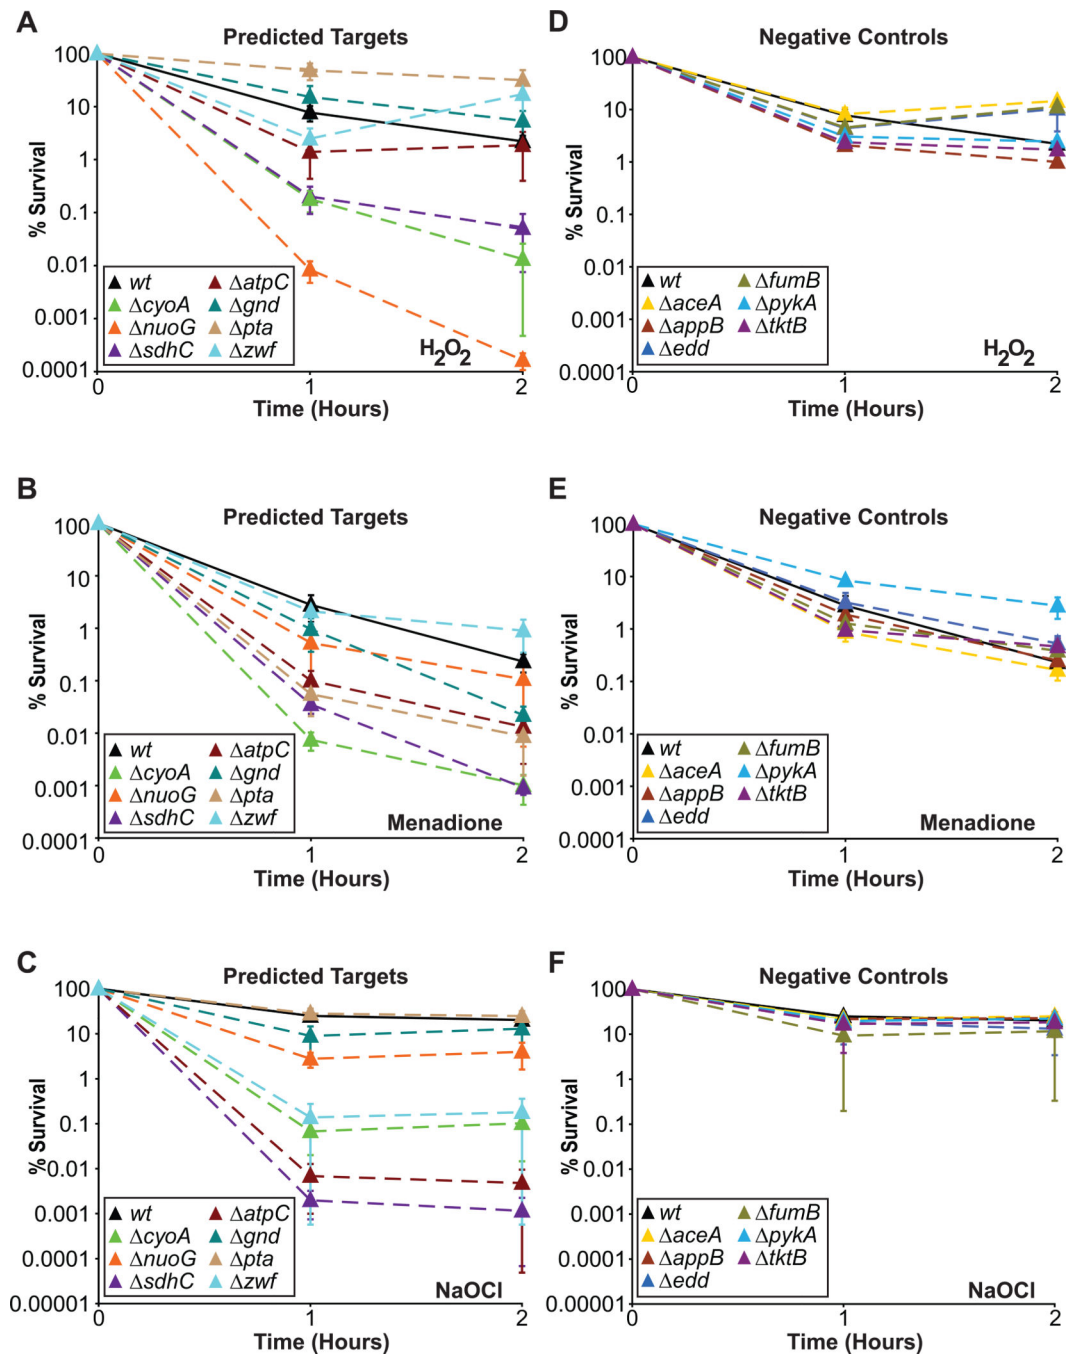 A
Predicted Targets
% Survival
100
10
1
0.1
0.01
0.001
0.0001
wt
ΔcyoA
ΔnuoG
ΔsdhC
ΔatpC
Δgnd
Δpta
Δzwf
H2O2
0
1
2
Time (Hours)
D
Negative Controls
% Survival
100
10
1
0.1
0.01
0.001
0.0001
wt
ΔaceA
ΔappB
Δedd
ΔfumB
ΔpykA
ΔtktB
H2O2
0
1
2
Time (Hours)
B
Predicted Targets
% Survival
100
10
1
0.1
0.01
0.001
0.0001
wt
ΔcyoA
ΔnuoG
ΔsdhC
ΔatpC
Δgnd
Δpta
Δzwf
Menadione
0
1
2
Time (Hours)
E
Negative Controls
% Survival
100
10
1
0.1
0.01
0.001
0.0001
wt
ΔaceA
ΔappB
Δedd
ΔfumB
ΔpykA
ΔtktB
Menadione
0
1
2
Time (Hours)
C
Predicted Targets
% Survival
100
10
1
0.1
0.01
0.001
0.0001
0.00001
wt
ΔcyoA
ΔnuoG
ΔsdhC
ΔatpC
Δgnd
Δpta
Δzwf
NaOCl
0
1
2
Time (Hours)
F
Negative Controls
% Survival
100
10
1
0.1
0.01
0.001
0.0001
0.00001
wt
ΔaceA
ΔappB
Δedd
ΔfumB
ΔpykA
ΔtktB
NaOCl
0
1
2
Time (Hours)